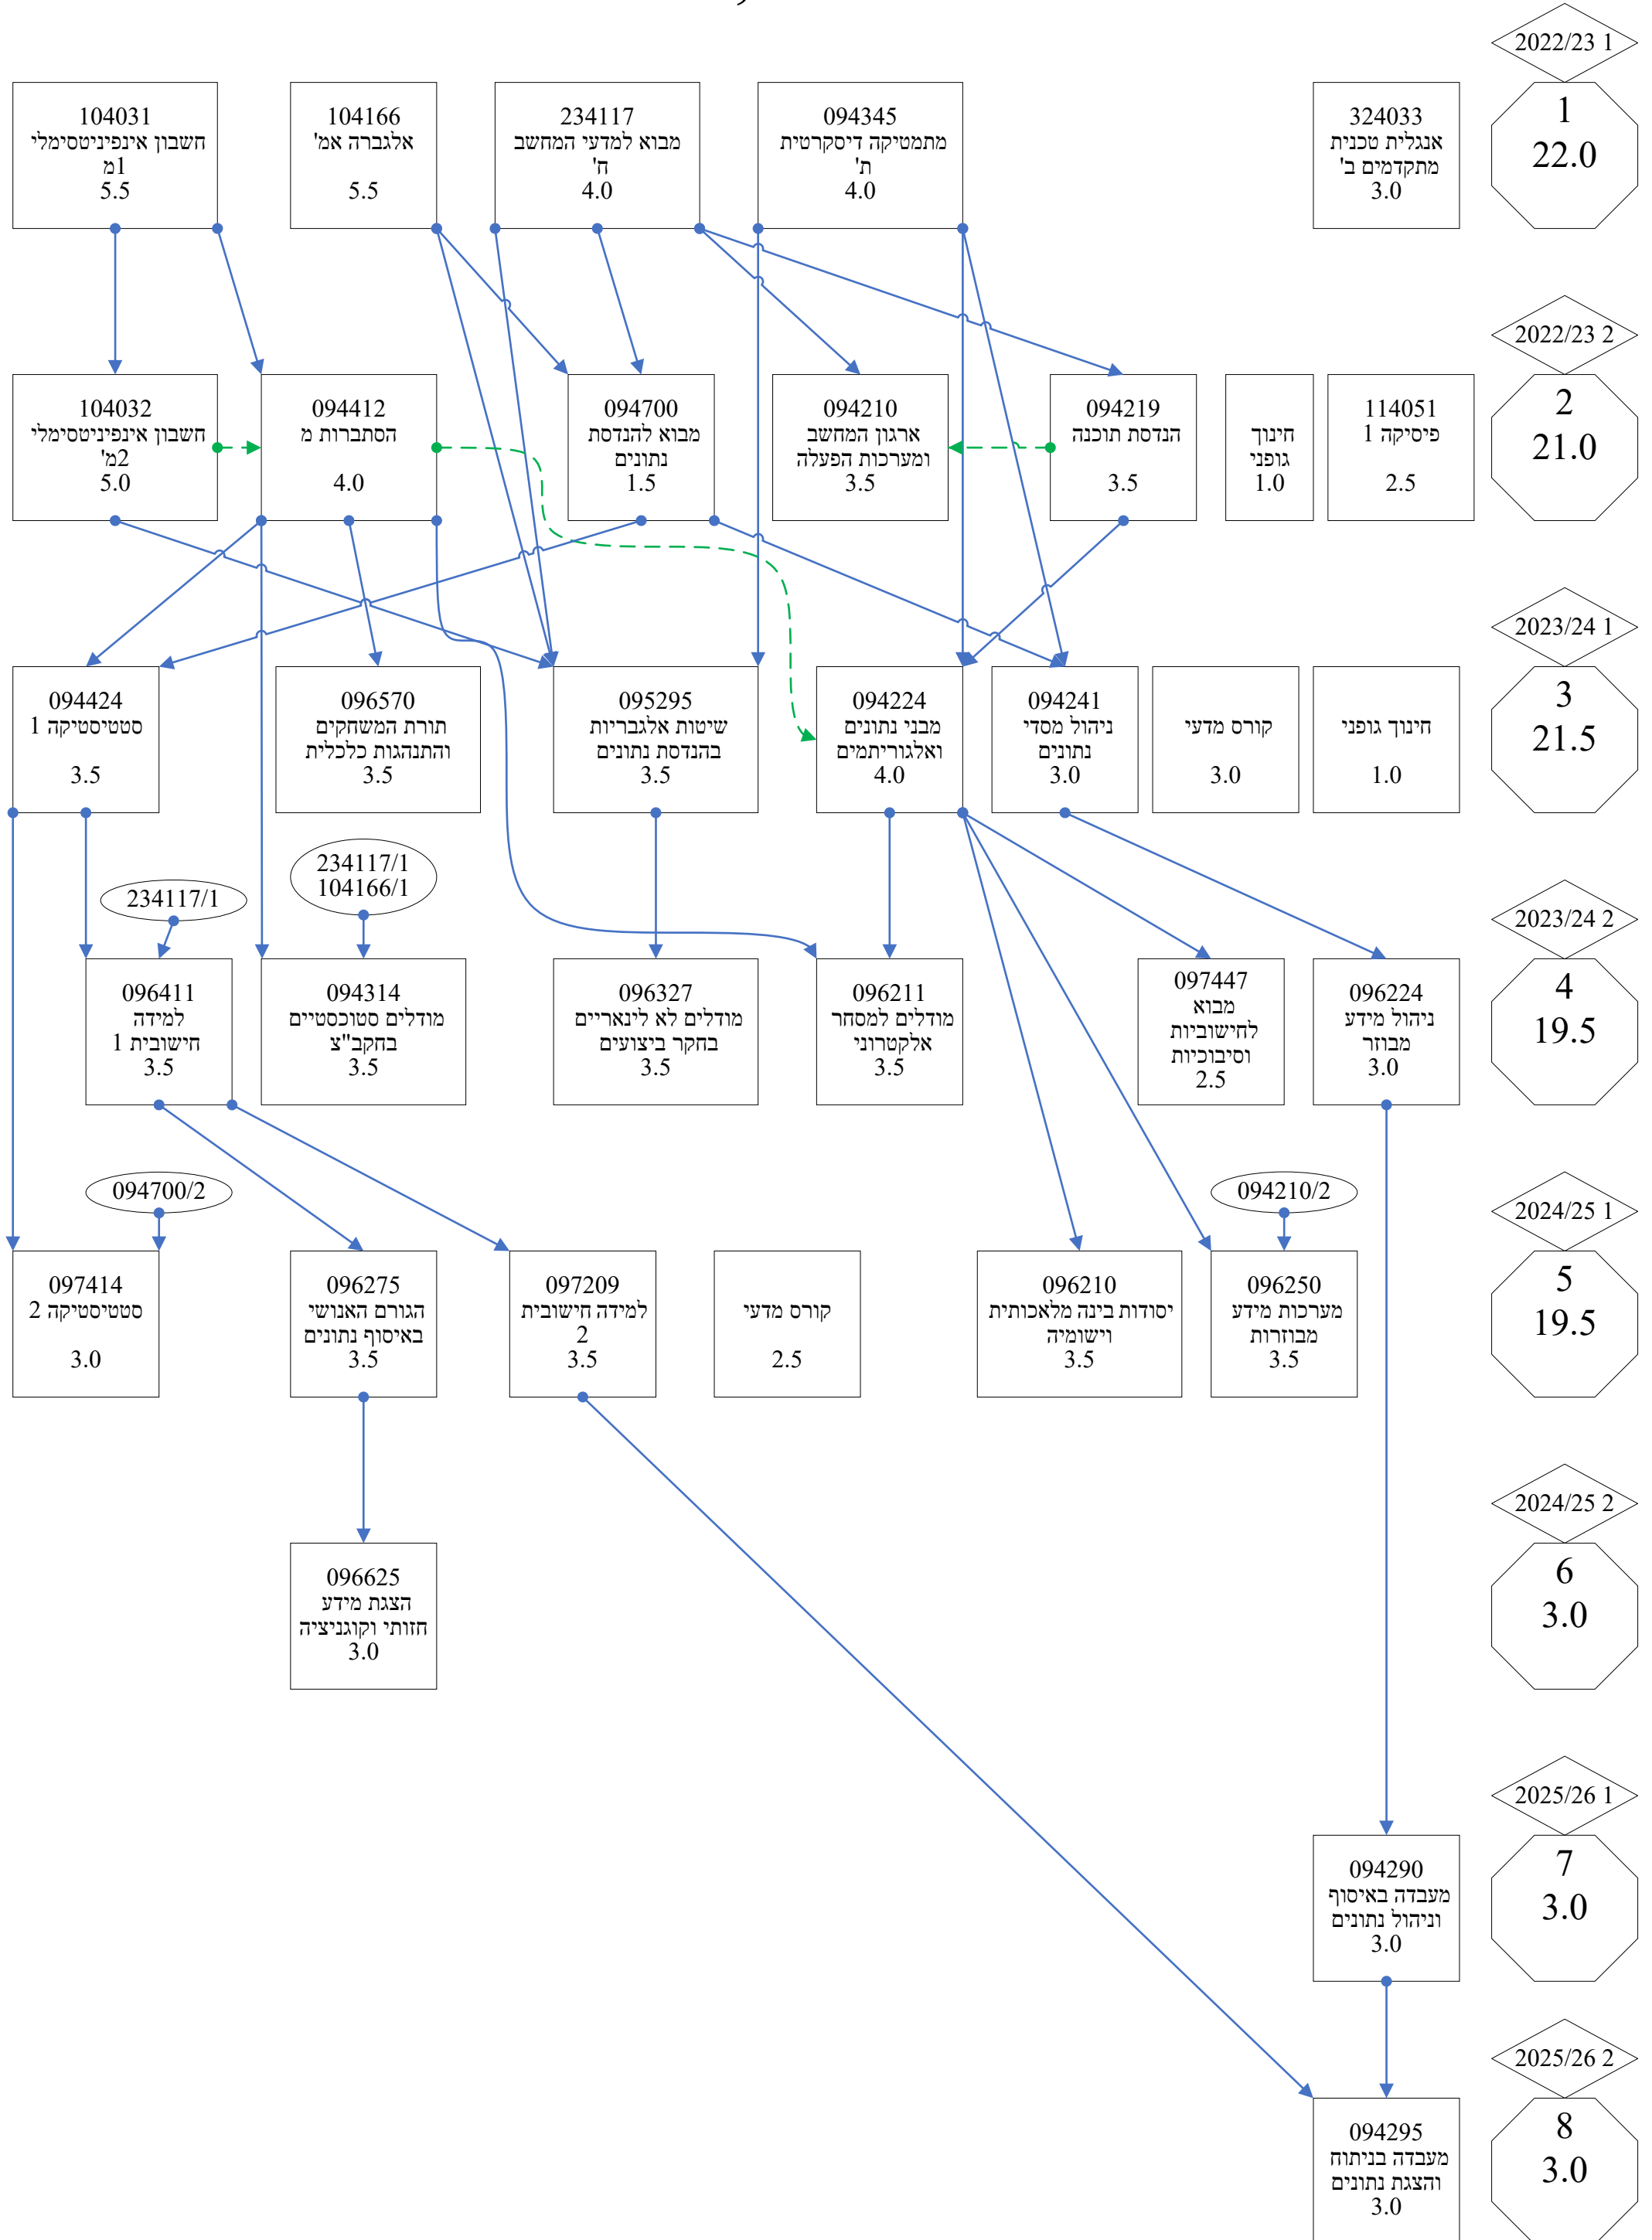 2022/23 1
104031
חשבון אינפיניטסימלי
1מ
5.5
104166
אלגברה אמ'
5.5
234117
מבוא למדעי המחשב
ח'
4.0
094345
מתמטיקה דיסקרטית
ת'
4.0
324033
אנגלית טכנית
מתקדמים ב'
3.0
1
22.0
2022/23 2
104032
חשבון אינפיניטסימלי
2מ'
5.0
094412
הסתברות מ
4.0
094700
מבוא להנדסת
נתונים
1.5
094210
ארגון המחשב
ומערכות הפעלה
3.5
094219
הנדסת תוכנה
3.5
חינוך
גופני
1.0
114051
פיסיקה 1
2.5
2
21.0
2023/24 1
094424
סטטיסטיקה 1
3.5
096570
תורת המשחקים
והתנהגות כלכלית
3.5
095295
שיטות אלגבריות
בהנדסת נתונים
3.5
094224
מבני נתונים
ואלגוריתמים
4.0
094241
ניהול מסדי
נתונים
3.0
קורס מדעי
3.0
חינוך גופני
1.0
3
21.5
234117/1
234117/1
104166/1
2023/24 2
096411
למידה
חישובית 1
3.5
094314
מודלים סטוכסטיים
בחקב"צ
3.5
096327
מודלים לא לינאריים
בחקר ביצועים
3.5
096211
מודלים למסחר
אלקטרוני
3.5
097447
מבוא
לחישוביות
וסיבוכיות
2.5
096224
ניהול מידע
מבוזר
3.0
4
19.5
094700/2
094210/2
2024/25 1
097414
סטטיסטיקה 2
3.0
096275
הגורם האנושי
באיסוף נתונים
3.5
097209
למידה חישובית
2
3.5
קורס מדעי
2.5
096210
יסודות בינה מלאכותית
וישומיה
3.5
096250
מערכות מידע
מבוזרות
3.5
5
19.5
2024/25 2
096625
הצגת מידע
חזותי וקוגניציה
3.0
6
3.0
2025/26 1
094290
מעבדה באיסוף
וניהול נתונים
3.0
7
3.0
2025/26 2
094295
מעבדה בניתוח
והצגת נתונים
3.0
8
3.0